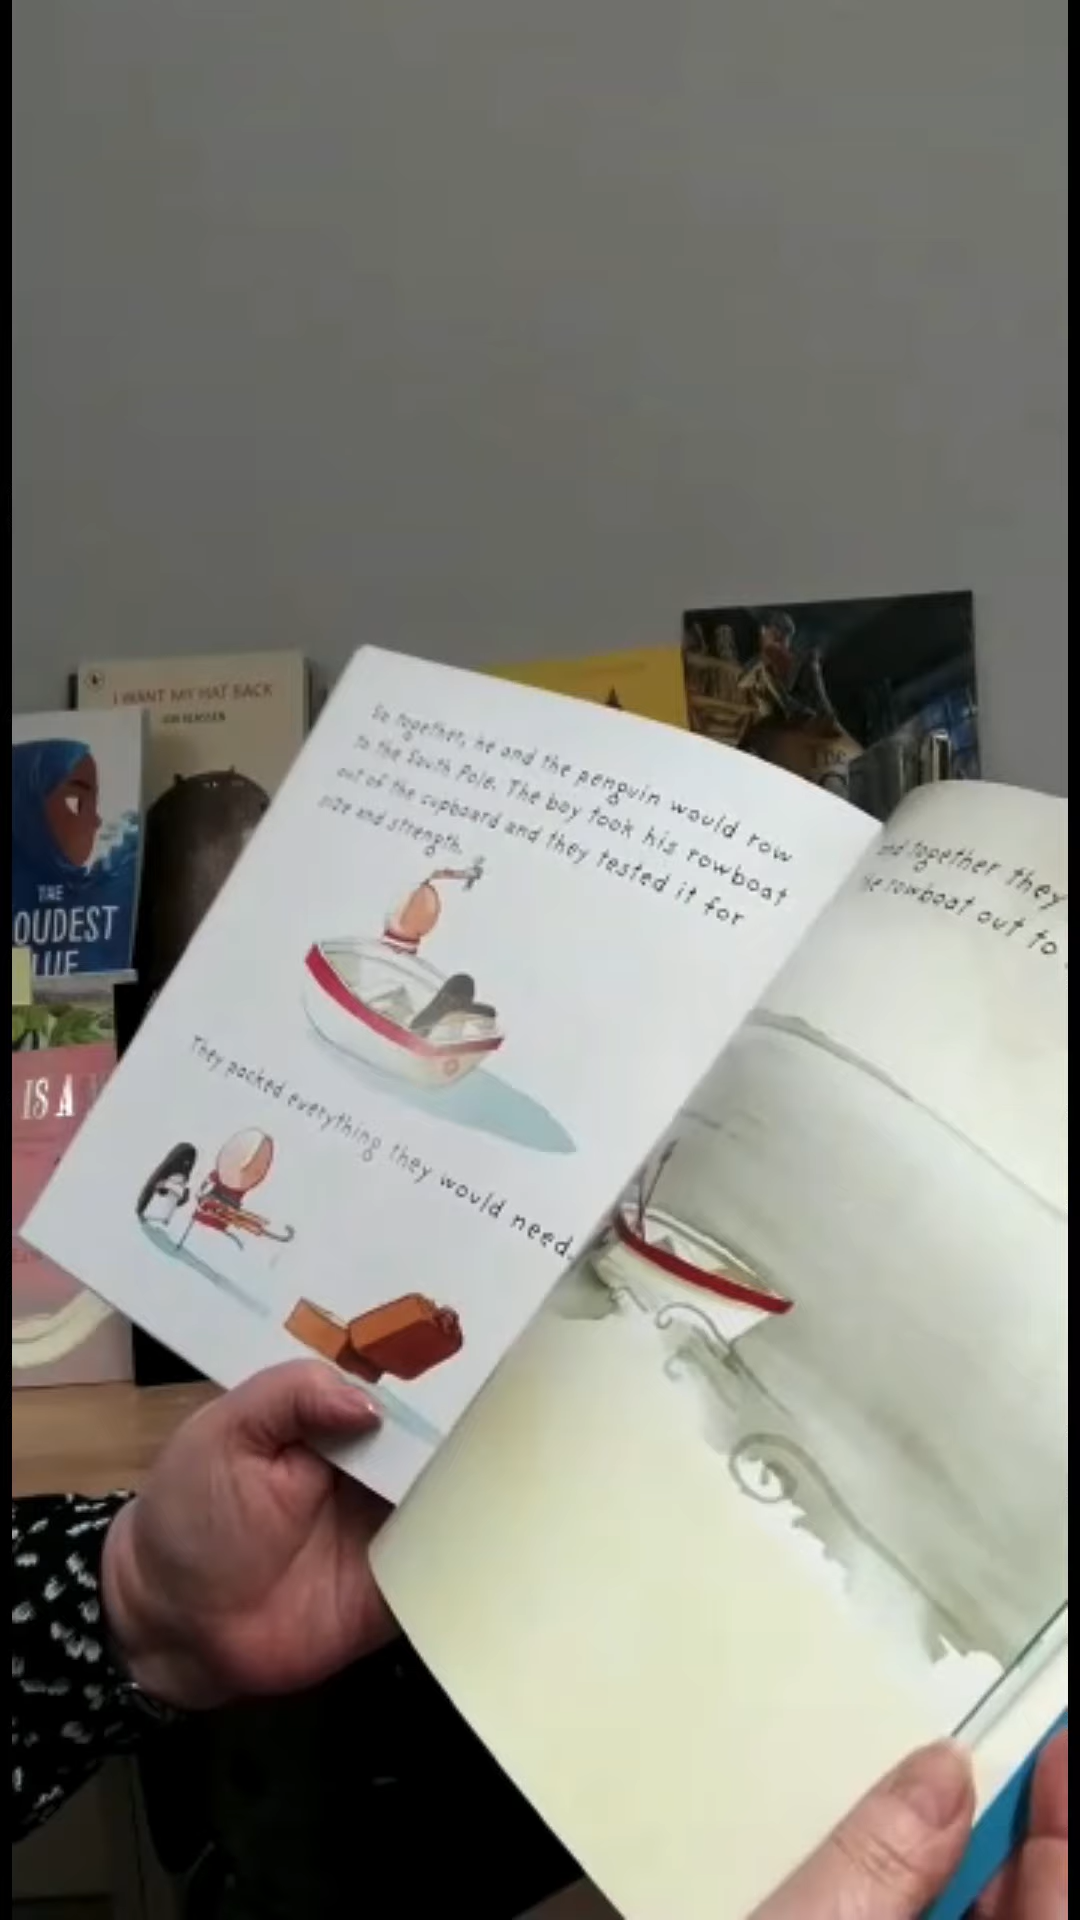 So together, he and the penguin would row
to the South Pole. The boy took his rowboat
out of the cupboard and they tested it for
size and strength.
They packed everything they would need.
and together they
the rowboat out to
I WANT MY HAT BACK
JON KLASSEN
THE
OUDEST
LUE
IS A
THE